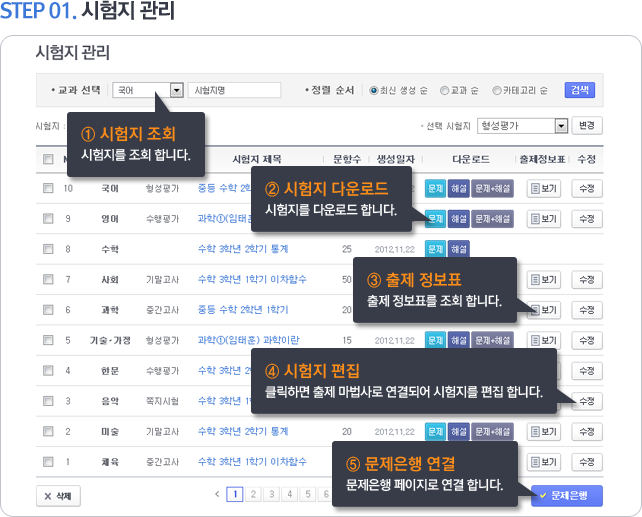 STEP 01. 시험지 관리
시험지 관리
· 교과 선택 국어 시험지명 · 정렬 순서 최신 생성 순 교과 순 카테고리 순 검색
시험지 : · 선택 시험지 형성평가 변경
① 시험지 조회
시험지를 조회 합니다.
시험지 제목 문항수 생성일자 다운로드 출제정보표 수정
10 국어 형성평가 중등 수학 2 문제 해설 문제+해설 보기 수정
② 시험지 다운로드
시험지를 다운로드 합니다.
9 영어 수행평가 과학①(임태훈 문제 해설 문제+해설 보기 수정
8 수학 수학 3학년 2학기 통계 25 2012.11.22 문제 해설
7 사회 기말고사 수학 3학년 1학기 이차함수 50 보기 수정
③ 출제 정보표
출제 정보표를 조회 합니다.
6 과학 중간고사 중등 수학 2학년 1학기 20 보기 수정
5 기술·가정 형성평가 과학①(임태훈) 과학이란 15 2012.11.22 문제 해설 문제+해설 보기 수정
4 한문 수행평가 수학 3학년 2 수정
④ 시험지 편집
클릭하면 출제 마법사로 연결되어 시험지를 편집 합니다.
3 음악 쪽지시험 수학 3학년 1 수정
2 미술 기말고사 수학 3학년 2학기 통계 20 2012.11.22 문제 해설 문제+해설 보기 수정
1 체육 중간고사 수학 3학년 1학기 이차함수 보기 수정
⑤ 문제은행 연결
문제은행 페이지로 연결 합니다.
× 삭제 < 1 2 3 4 5 6 문제은행